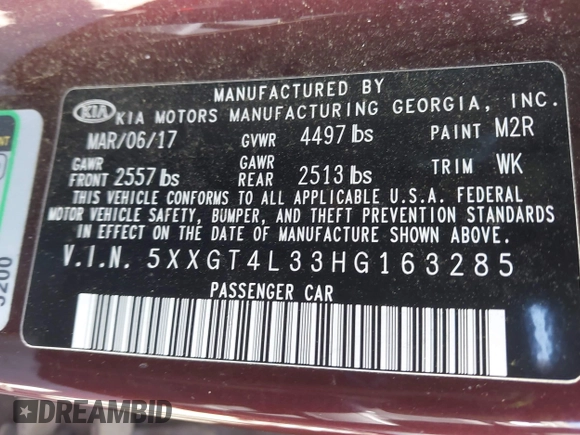 MANUFACTURED BY
KIA KIA MOTORS MANUFACTURING GEORGIA, INC.
MAR/06/17 GVWR 4497 lbs PAINT M2R
GAWR FRONT 2557 lbs GAWR REAR 2513 lbs TRIM WK
THIS VEHICLE CONFORMS TO ALL APPLICABLE U.S.A. FEDERAL
MOTOR VEHICLE SAFETY, BUMPER, AND THEFT PREVENTION STANDARDS
IN EFFECT ON THE DATE OF MANUFACTURE SHOWN ABOVE.
V.I.N. 5XXGT4L33HG163285
PASSENGER CAR
DREAMBID